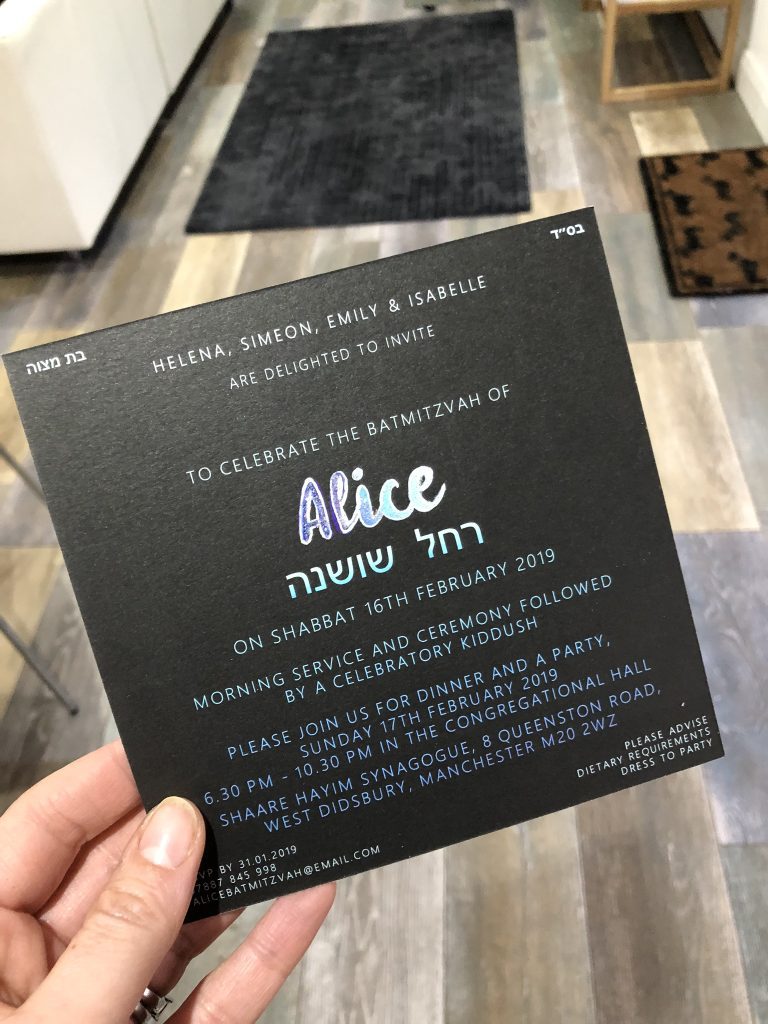 בס״ד
בת מצוה
HELENA, SIMEON, EMILY & ISABELLE
ARE DELIGHTED TO INVITE
TO CELEBRATE THE BATMITZVAH OF
Alice
רחל שושנה
ON SHABBAT 16TH FEBRUARY 2019
MORNING SERVICE AND CEREMONY FOLLOWED
BY A CELEBRATORY KIDDUSH
PLEASE JOIN US FOR DINNER AND A PARTY,
SUNDAY 17TH FEBRUARY 2019
6.30 PM - 10.30 PM IN THE CONGREGATIONAL HALL
SHAARE HAYIM SYNAGOGUE, 8 QUEENSTON ROAD,
WEST DIDSBURY, MANCHESTER M20 2WZ
PLEASE ADVISE
DIETARY REQUIREMENTS
DRESS TO PARTY
VP BY 31.01.2019
7887 845 998
ALICEBATMITZVAH@EMAIL.COM